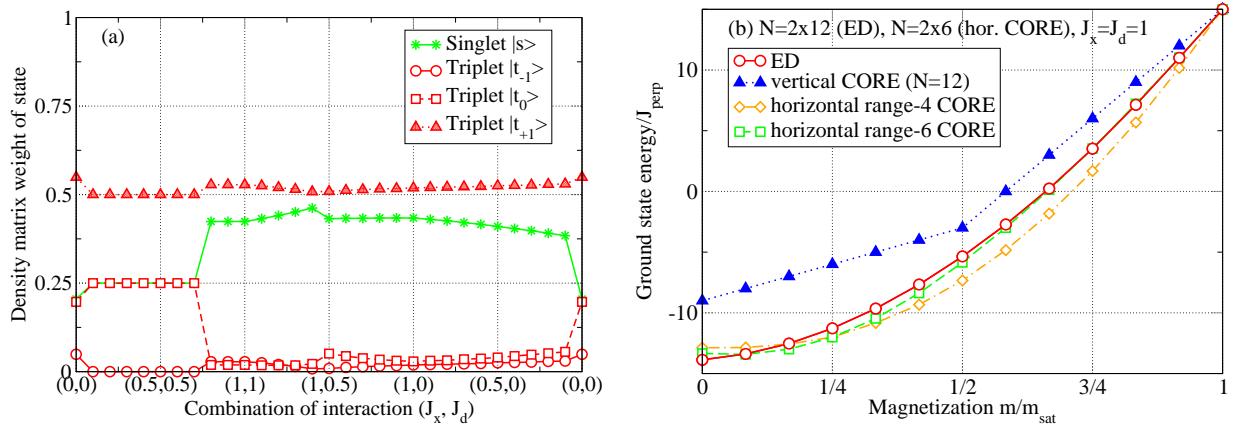 (a)
Singlet |s>
Triplet |t-1>
Triplet |t0>
Triplet |t+1>
Density matrix weight of state
1
0.75
0.5
0.25
0
(0,0) (0.5,0.5) (1,1) (1,0.5) (1,0) (0.5,0) (0,0)
Combination of interaction (Jx, Jd)
(b) N=2x12 (ED), N=2x6 (hor. CORE), Jx=Jd=1
ED
vertical CORE (N=12)
horizontal range-4 CORE
horizontal range-6 CORE
Ground state energy/Jperp
10
0
-10
0 1/4 1/2 3/4 1
Magnetization m/msat